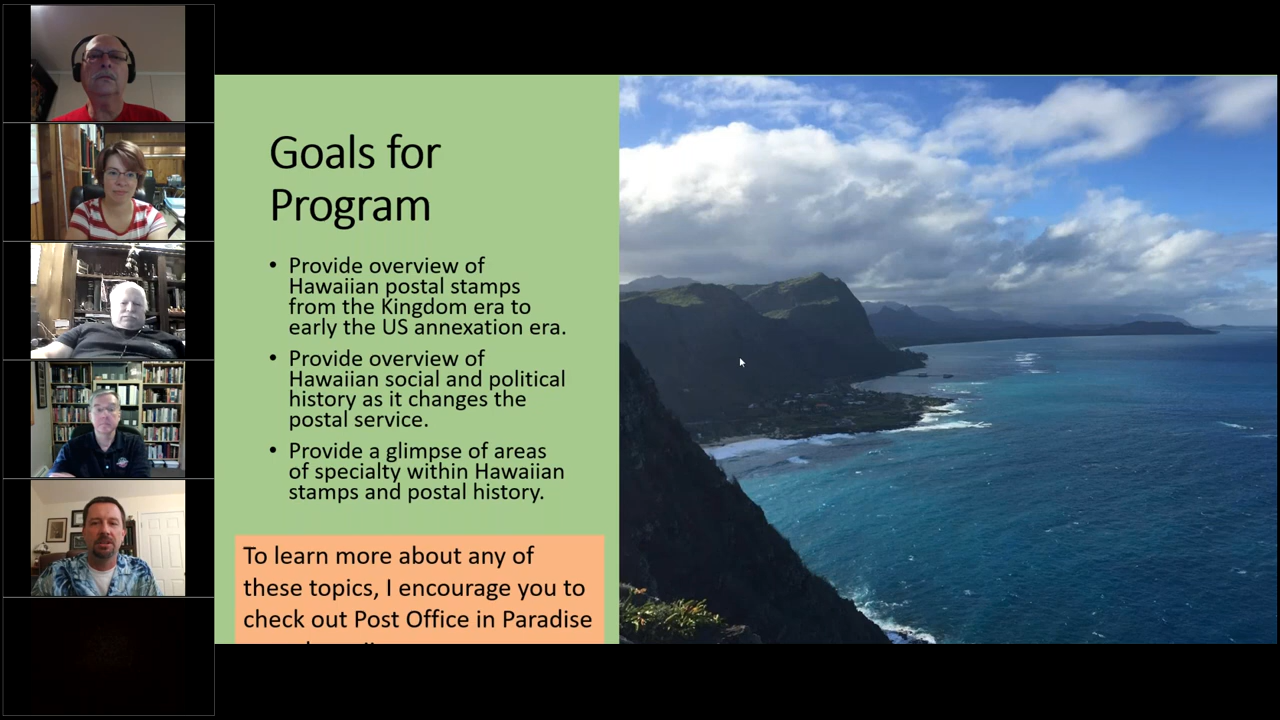 Goals for
Program
• Provide overview of
Hawaiian postal stamps
from the Kingdom era to
early the US annexation era.
• Provide overview of
Hawaiian social and political
history as it changes the
postal service.
• Provide a glimpse of areas
of specialty within Hawaiian
stamps and postal history.
To learn more about any of
these topics, I encourage you to
check out Post Office in Paradise